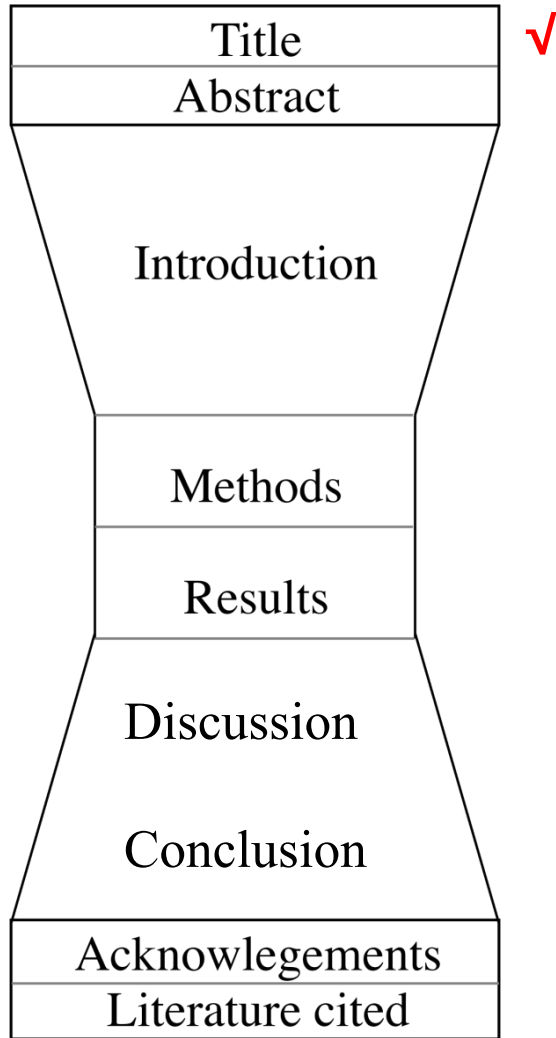 Title √
Abstract
Introduction
Methods
Results
Discussion
Conclusion
Acknowlegements
Literature cited